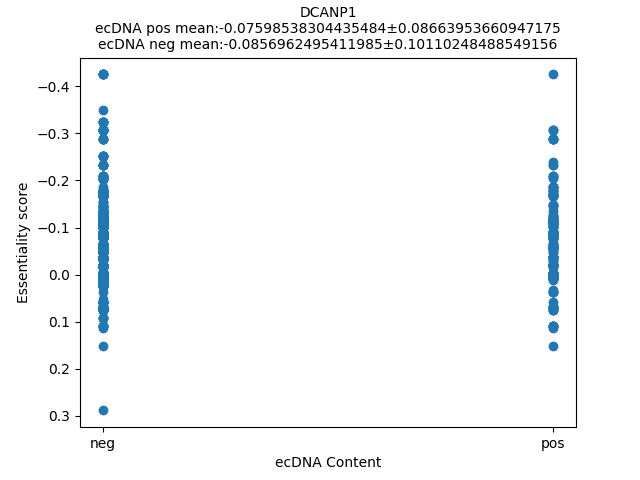 DCANP1
ecDNA pos mean:-0.07598538304435484±0.08663953660947175
ecDNA neg mean:-0.0856962495411985±0.10110248488549156
−0.4
−0.3
−0.2
−0.1
0.0
0.1
0.2
0.3
Essentiality score
neg
pos
ecDNA Content